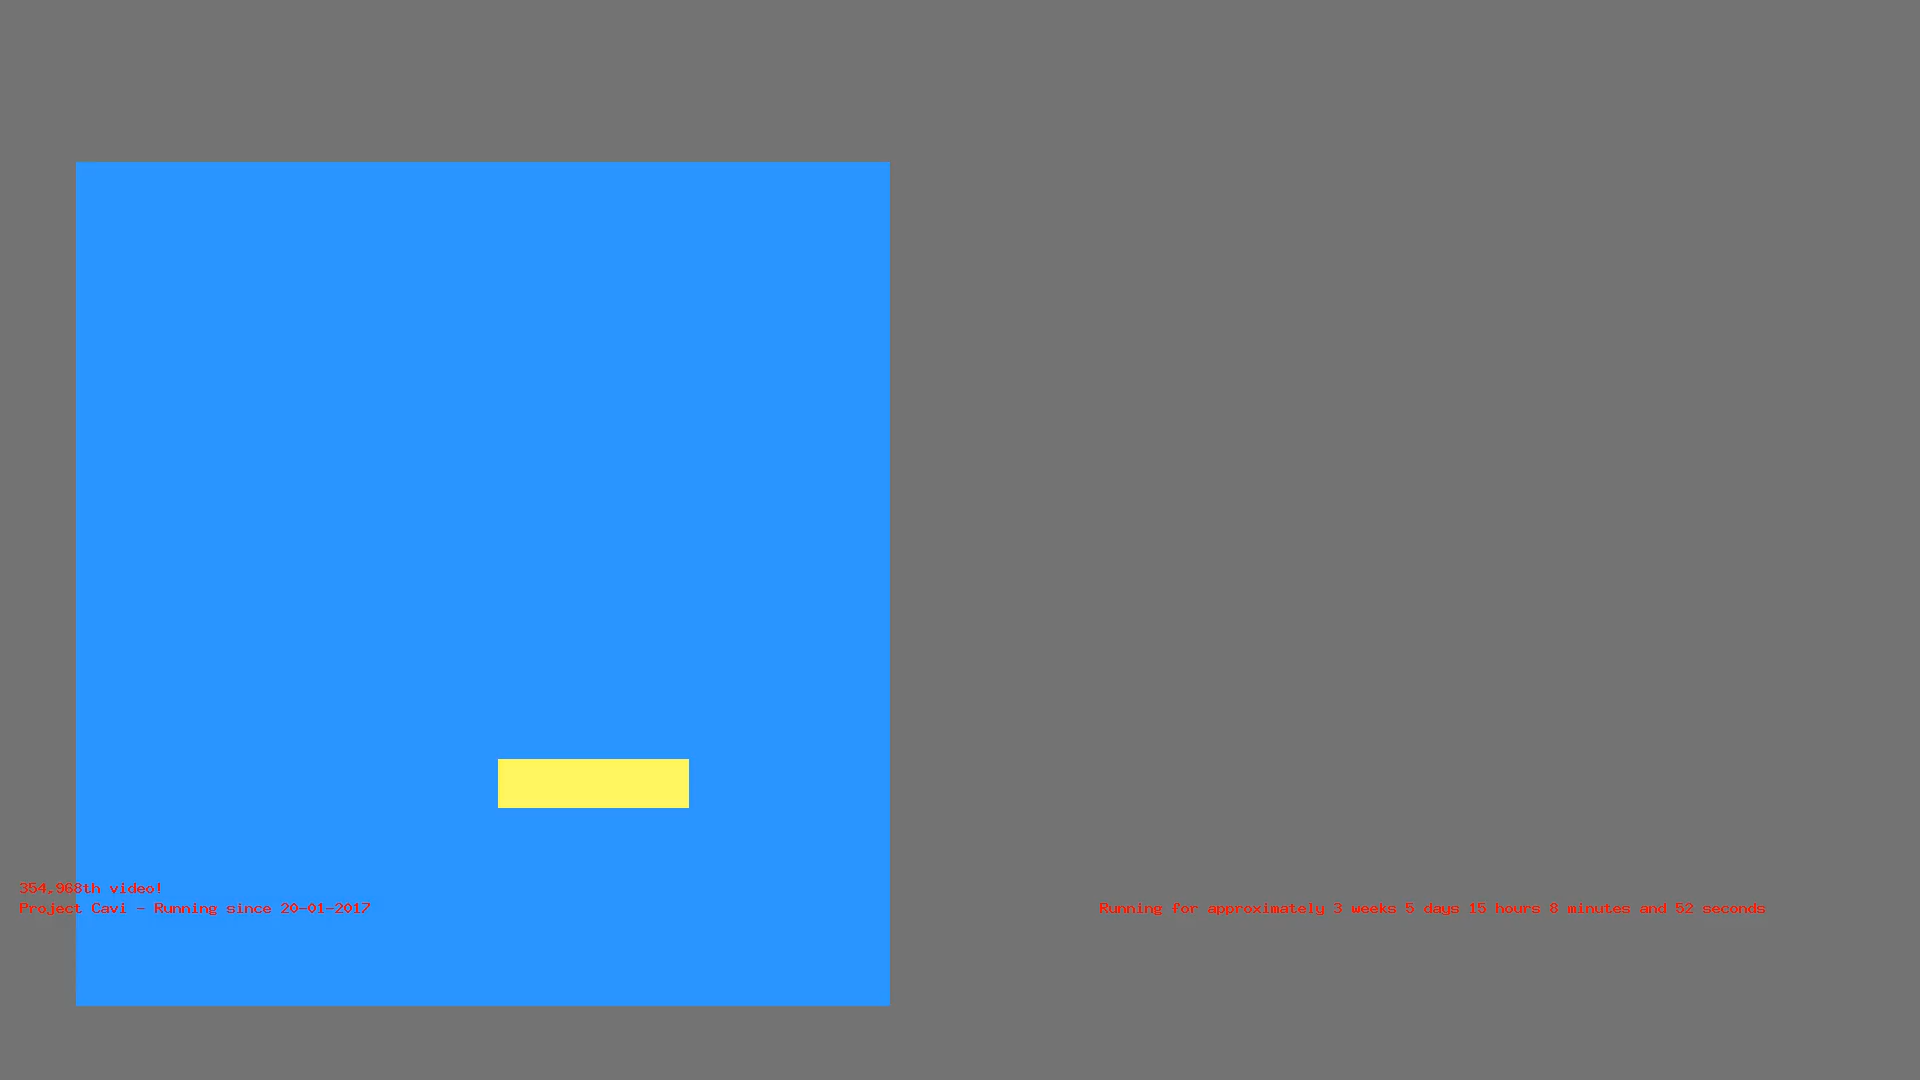 354,968th video!
Project Cavi - Running since 20-01-2017
Running for approximately 3 weeks 5 days 15 hours 8 minutes and 52 seconds